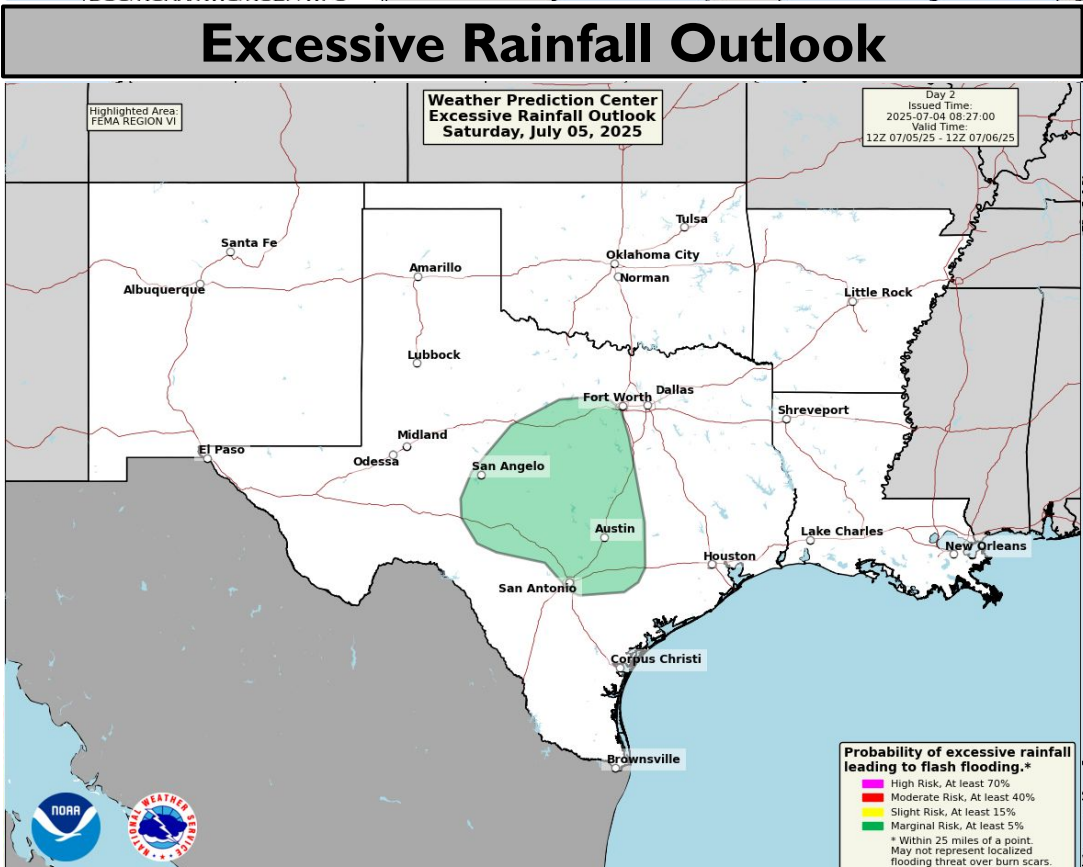 Excessive Rainfall Outlook
Highlighted Area:
FEMA REGION VI
Weather Prediction Center
Excessive Rainfall Outlook
Saturday, July 05, 2025
Day 2
Issued Time:
2025-07-04 08:27:00
Valid Time:
12Z 07/05/25 - 12Z 07/06/25
Tulsa
Santa Fe
Oklahoma City
Amarillo
Norman
Albuquerque
Little Rock
Lubbock
Dallas
Fort Worth
Shreveport
Midland
El Paso
Odessa
San Angelo
Austin
Lake Charles
New Orleans
Houston
San Antonio
Corpus Christi
Brownsville
Probability of excessive rainfall
leading to flash flooding.*
High Risk, At least 70%
Moderate Risk, At least 40%
Slight Risk, At least 15%
Marginal Risk, At least 5%
* Within 25 miles of a point.
May not represent localized
flooding threat over burn scars.
NOAA
NATIONAL WEATHER SERVICE